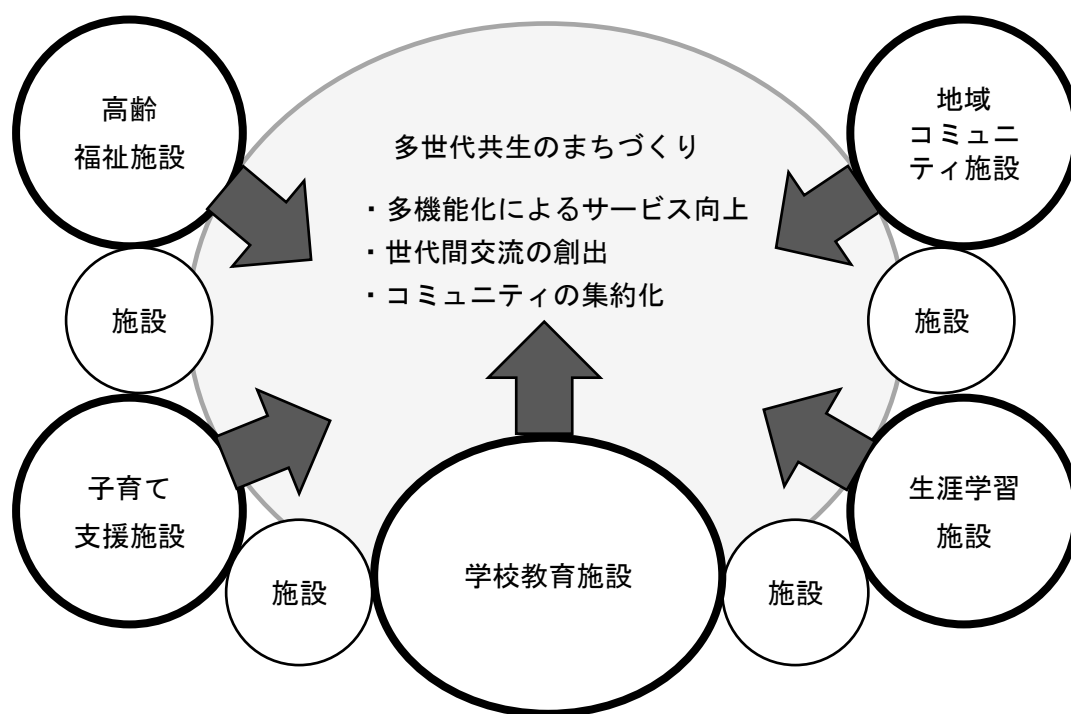 高齢
福祉施設
地域
コミュニ
ティ施設
多世代共生のまちづくり
・多機能化によるサービス向上
・世代間交流の創出
・コミュニティの集約化
施設
施設
子育て
支援施設
生涯学習
施設
学校教育施設
施設
施設